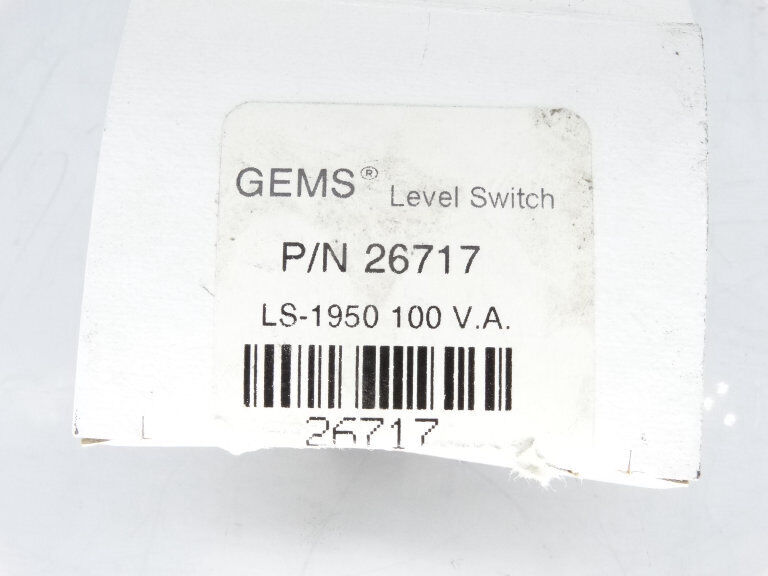 GEMS® Level Switch
P/N 26717
LS-1950 100 V.A.
26717